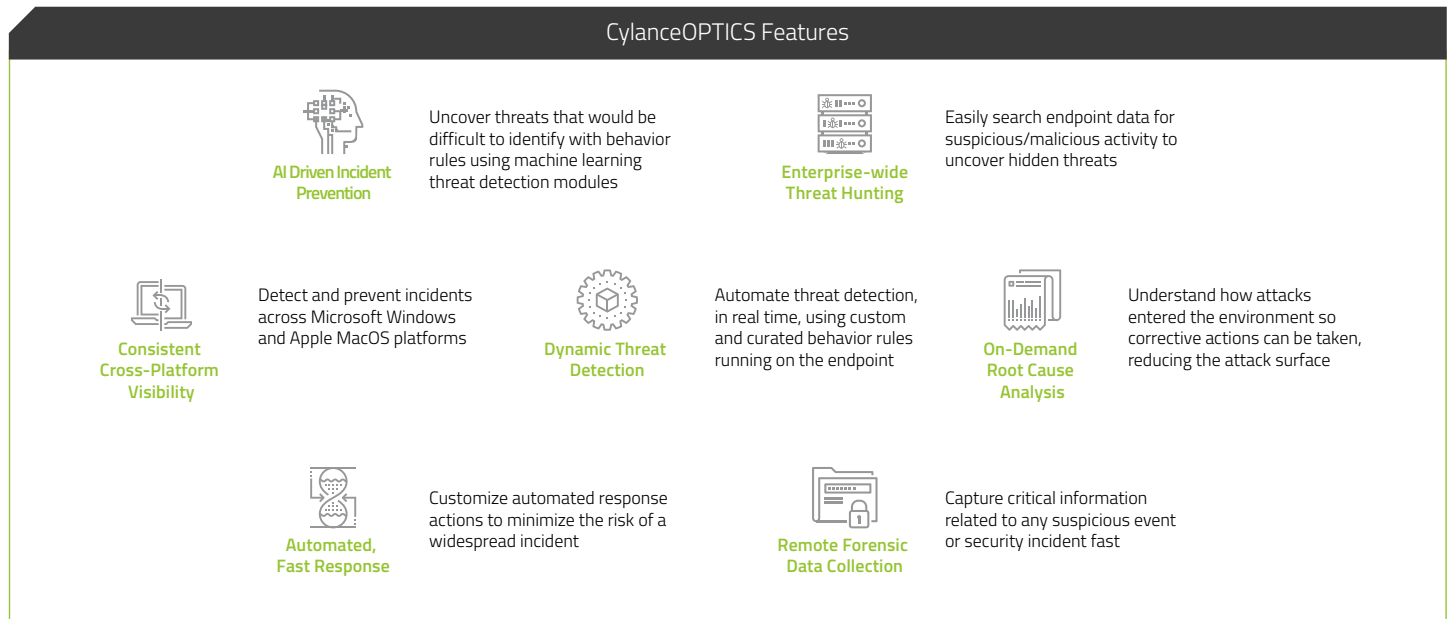 CylanceOPTICS Features
AI Driven Incident
Prevention
Uncover threats that would be
difficult to identify with behavior
rules using machine learning
threat detection modules
Enterprise-wide
Threat Hunting
Easily search endpoint data for
suspicious/malicious activity to
uncover hidden threats
Consistent
Cross-Platform
Visibility
Detect and prevent incidents
across Microsoft Windows
and Apple MacOS platforms
Dynamic Threat
Detection
Automate threat detection,
in real time, using custom
and curated behavior rules
running on the endpoint
On-Demand
Root Cause
Analysis
Understand how attacks
entered the environment so
corrective actions can be taken,
reducing the attack surface
Automated,
Fast Response
Customize automated response
actions to minimize the risk of a
widespread incident
Remote Forensic
Data Collection
Capture critical information
related to any suspicious event
or security incident fast